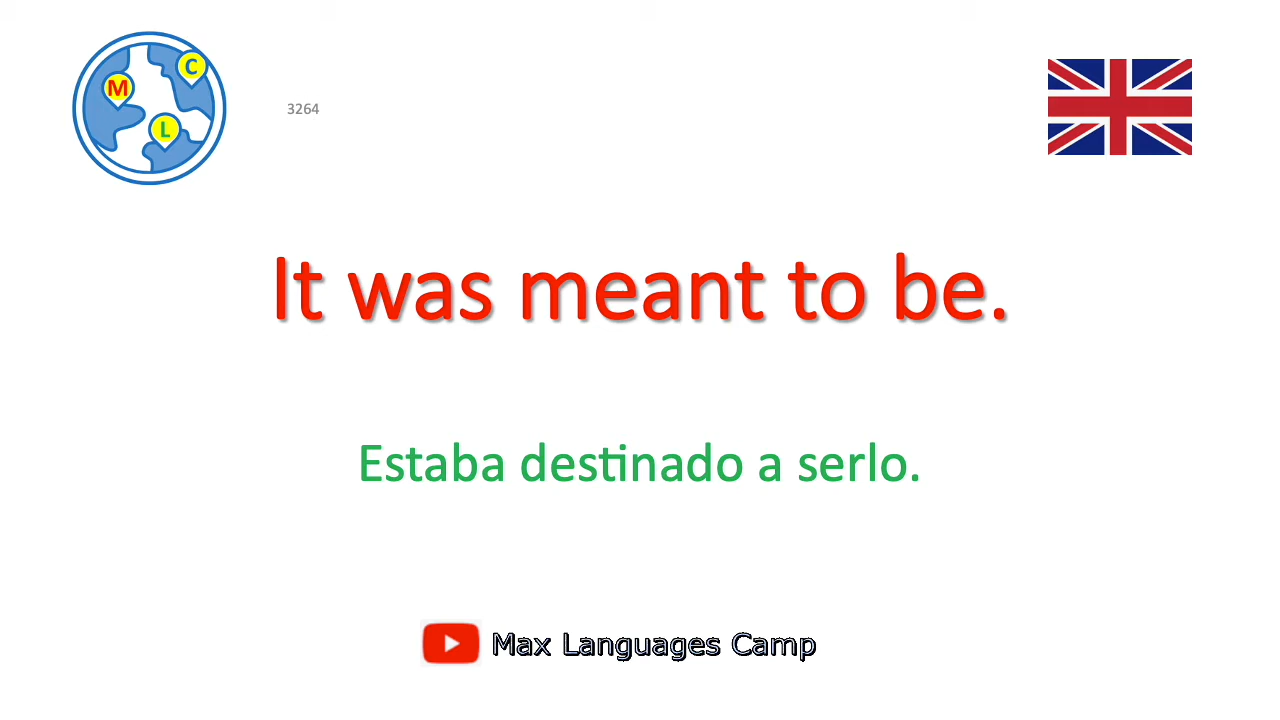 M
C
L
3264
It was meant to be.
Estaba destinado a serlo.
Max Languages Camp